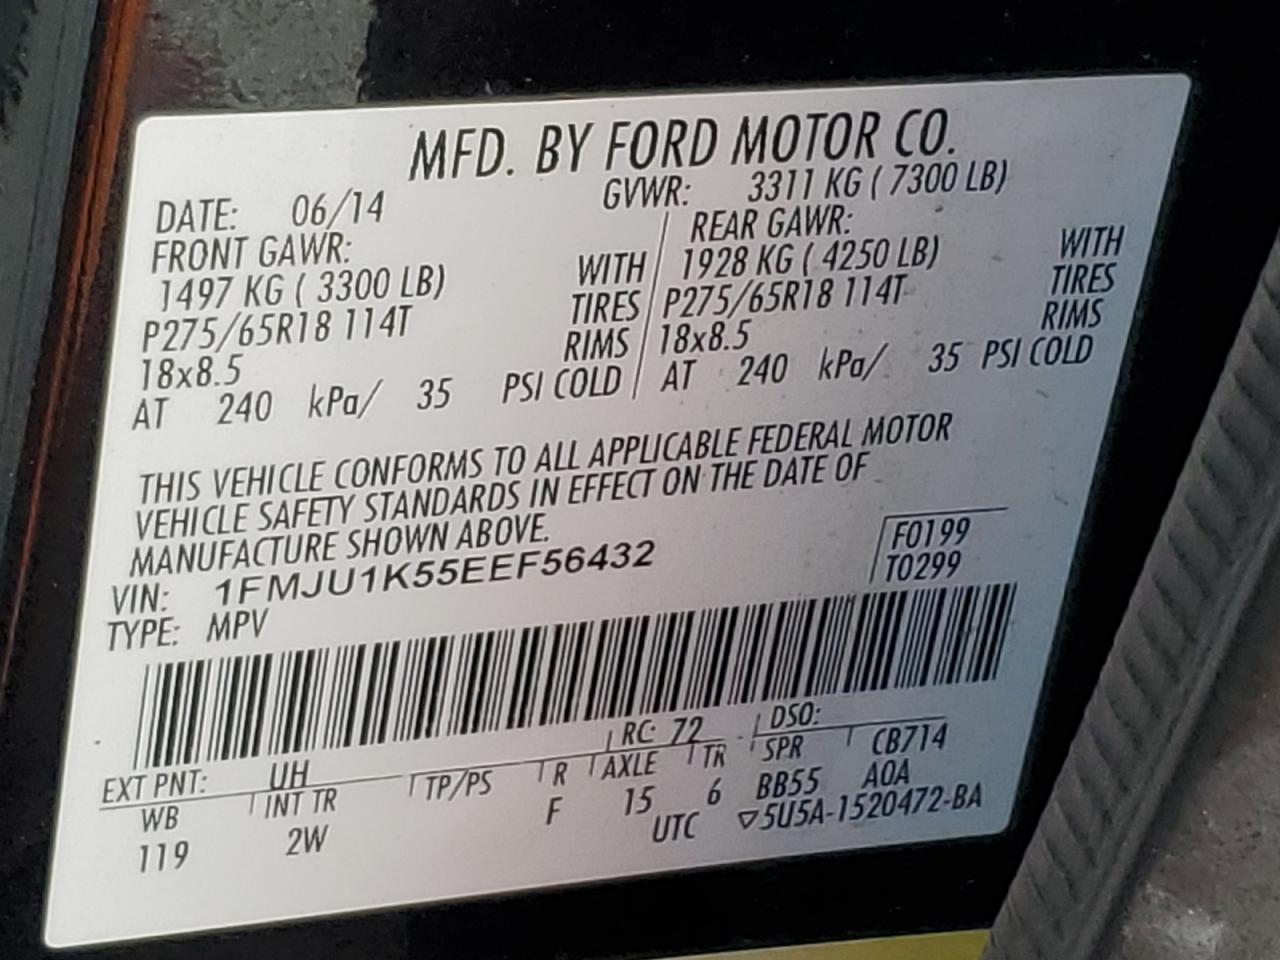 MFD. BY FORD MOTOR CO.
DATE: 06/14 GVWR: 3311 KG ( 7300 LB)
FRONT GAWR: REAR GAWR:
1497 KG ( 3300 LB) WITH 1928 KG ( 4250 LB) WITH
P275/65R18 114T TIRES P275/65R18 114T TIRES
18x8.5 RIMS 18x8.5 RIMS
AT 240 kPa/ 35 PSI COLD AT 240 kPa/ 35 PSI COLD
THIS VEHICLE CONFORMS TO ALL APPLICABLE FEDERAL MOTOR
VEHICLE SAFETY STANDARDS IN EFFECT ON THE DATE OF
MANUFACTURE SHOWN ABOVE.
F0199
VIN: 1FMJU1K55EEF56432
T0299
TYPE: MPV
EXT PNT: UH RC: 72 DSO:
WB INT TR TP/PS R AXLE TR SPR CB714
119 2W F 15 6 BB55 A0A
UTC ▽5U5A-1520472-BA